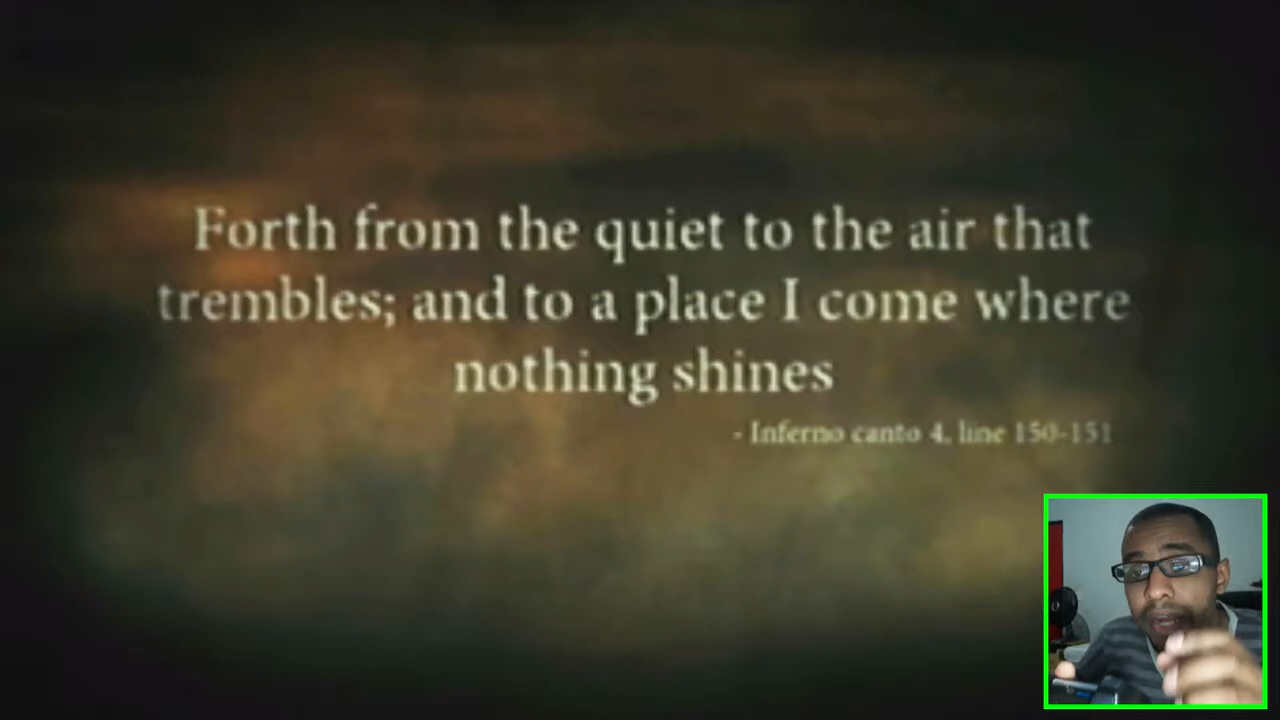 Forth from the quiet to the air that
trembles; and to a place I come where
nothing shines
- Inferno canto 4, line 150-151